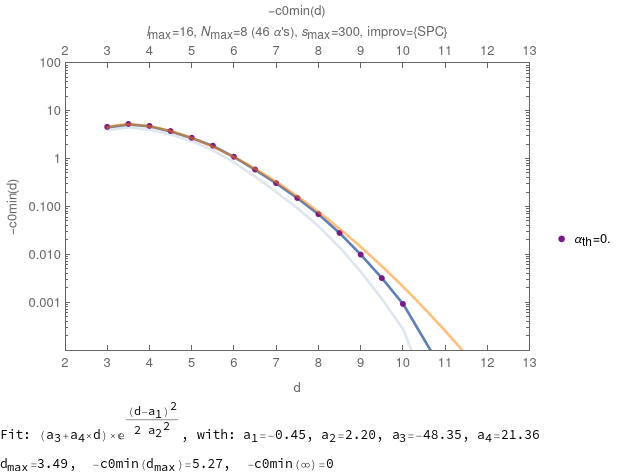 −c0min(d)
lmax=16, Nmax=8 (46 α's), smax=300, improv={SPC}
2 3 4 5 6 7 8 9 10 11 12 13
100
10
1
0.100
0.010
0.001
−c0min(d)
αth=0.
2 3 4 5 6 7 8 9 10 11 12 13
d
Fit: (a3+a4×d)×e^((d−a1)^2/(2 a2^2)), with: a1=−0.45, a2=2.20, a3=−48.35, a4=21.36
dmax=3.49, −c0min(dmax)=5.27, −c0min(∞)=0